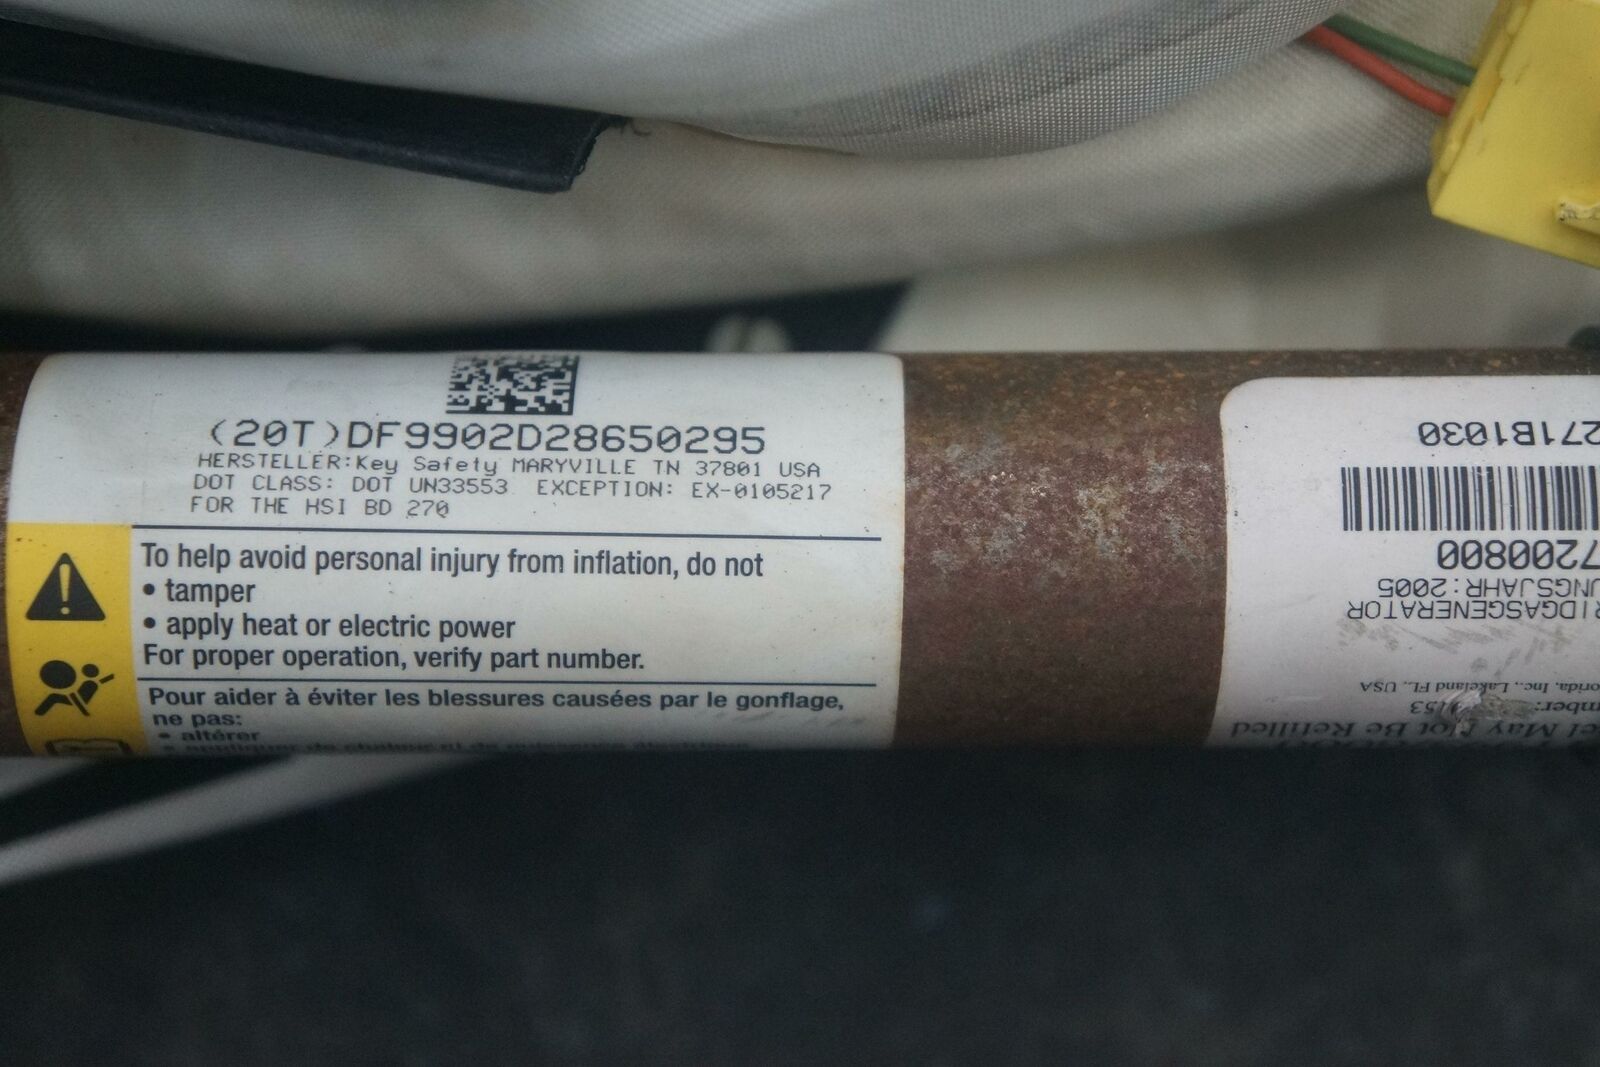 (20T)DF9902D28650295
HERSTELLER:Key Safety MARYVILLE TN 37801 USA
DOT CLASS: DOT UN33553 EXCEPTION: EX-0105217
FOR THE HSI BD 270
To help avoid personal injury from inflation, do not
• tamper
• apply heat or electric power
For proper operation, verify part number.
Pour aider à éviter les blessures causées par le gonflage,
ne pas:
• altérer
May Not Be Refilled
153
orida, Inc., Lakeland FL, USA
RIDGASGENERATOR
UNGSJAHR:2005
7200800
271B1030